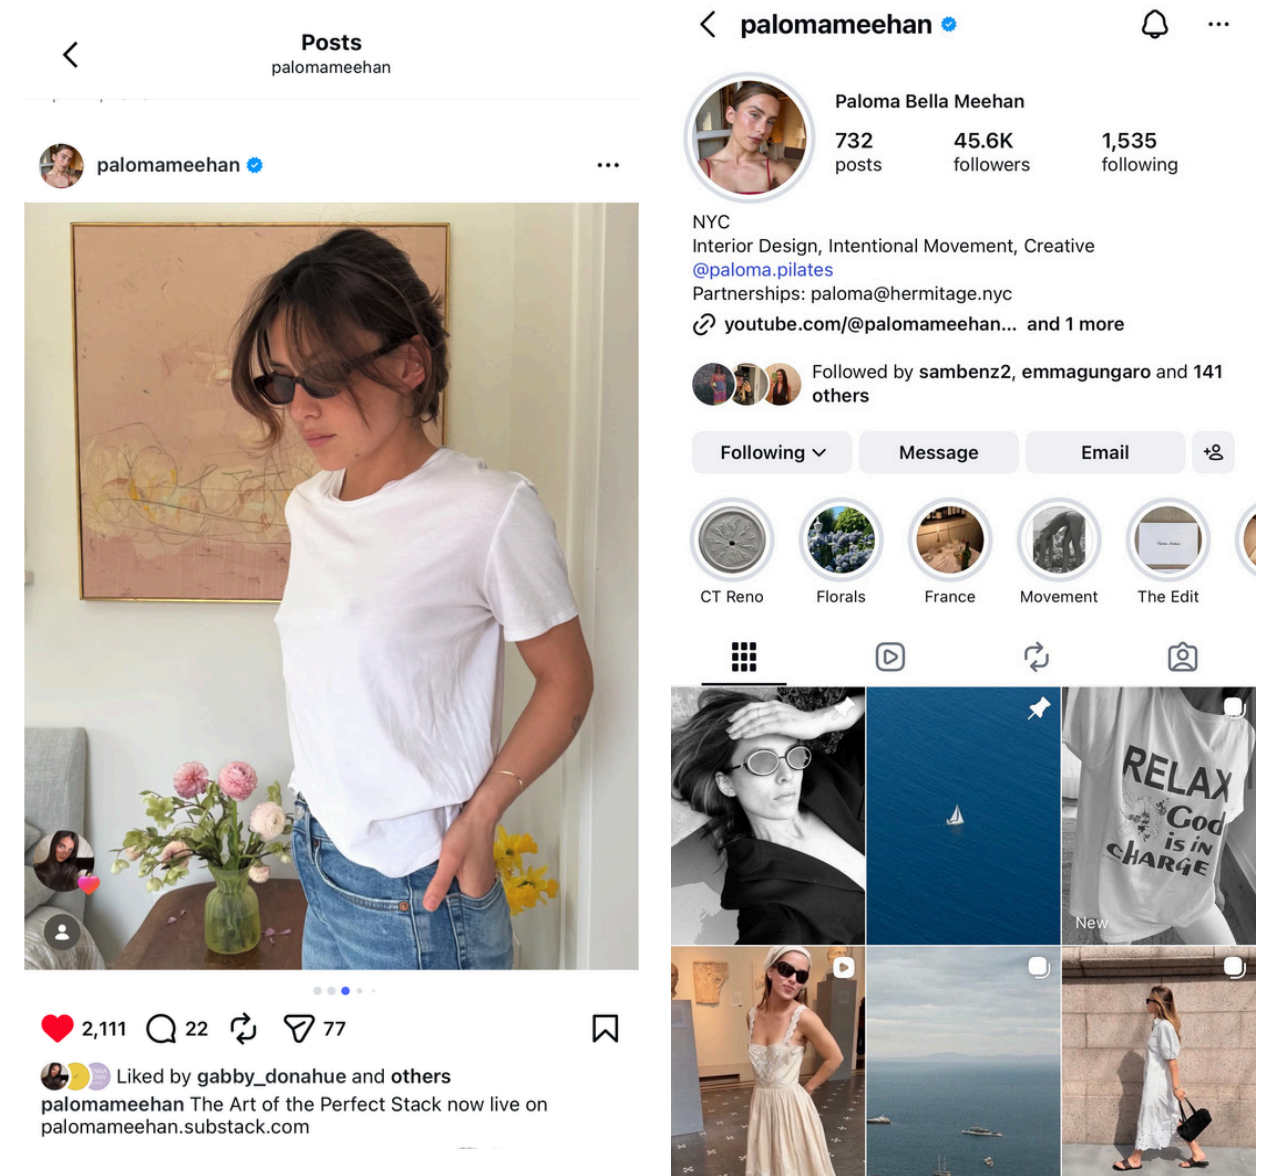 Posts
palomameehan
palomameehan
2,111
22
77
Liked by gabby_donahue and others
palomameehan The Art of the Perfect Stack now live on
palomameehan.substack.com
palomameehan
Paloma Bella Meehan
732
posts
45.6K
followers
1,535
following
NYC
Interior Design, Intentional Movement, Creative
@paloma.pilates
Partnerships: paloma@hermitage.nyc
youtube.com/@palomameehan... and 1 more
Followed by sambenz2, emmagungaro and 141
others
Following
Message
Email
CT Reno
Florals
France
Movement
The Edit
RELAX
God
is in
CHARGE
New